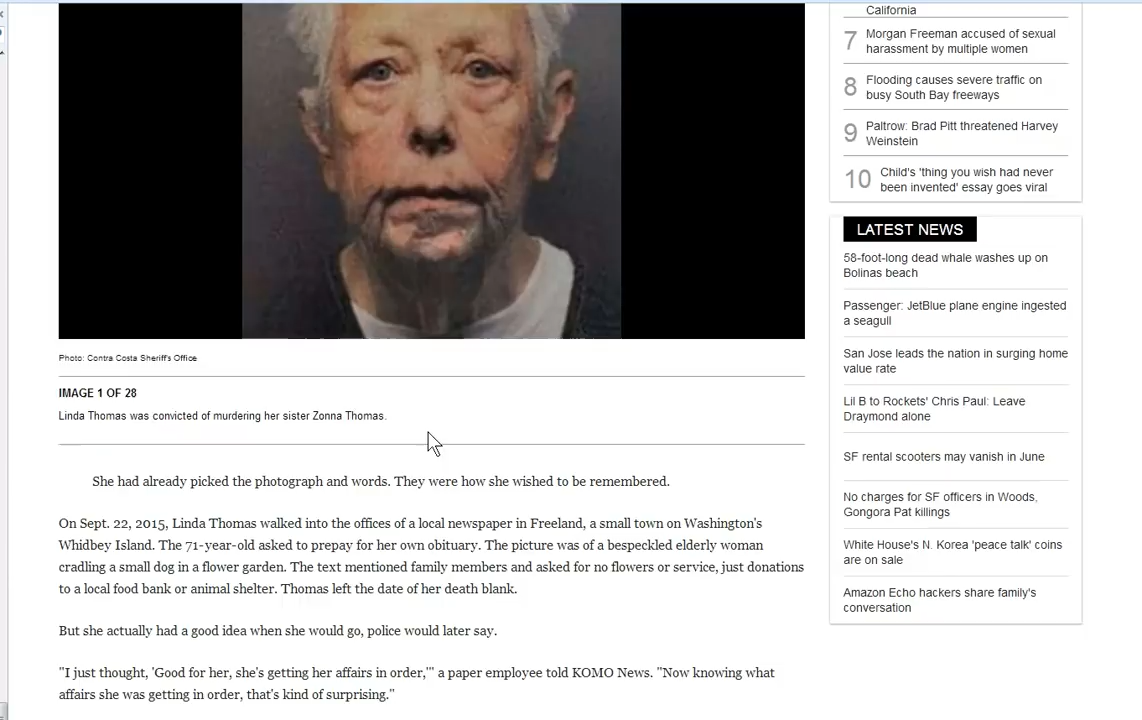 California
7 Morgan Freeman accused of sexual
harassment by multiple women
8 Flooding causes severe traffic on
busy South Bay freeways
9 Paltrow: Brad Pitt threatened Harvey
Weinstein
10 Child's 'thing you wish had never
been invented' essay goes viral
LATEST NEWS
58-foot-long dead whale washes up on
Bolinas beach
Passenger: JetBlue plane engine ingested
a seagull
San Jose leads the nation in surging home
value rate
Lil B to Rockets' Chris Paul: Leave
Draymond alone
SF rental scooters may vanish in June
No charges for SF officers in Woods,
Gongora Pat killings
White House's N. Korea 'peace talk' coins
are on sale
Amazon Echo hackers share family's
conversation
Photo: Contra Costa Sheriff's Office
IMAGE 1 OF 28
Linda Thomas was convicted of murdering her sister Zonna Thomas.
She had already picked the photograph and words. They were how she wished to be remembered.
On Sept. 22, 2015, Linda Thomas walked into the offices of a local newspaper in Freeland, a small town on Washington's
Whidbey Island. The 71-year-old asked to prepay for her own obituary. The picture was of a bespeckled elderly woman
cradling a small dog in a flower garden. The text mentioned family members and asked for no flowers or service, just donations
to a local food bank or animal shelter. Thomas left the date of her death blank.
But she actually had a good idea when she would go, police would later say.
"I just thought, 'Good for her, she's getting her affairs in order,'" a paper employee told KOMO News. "Now knowing what
affairs she was getting in order, that's kind of surprising."